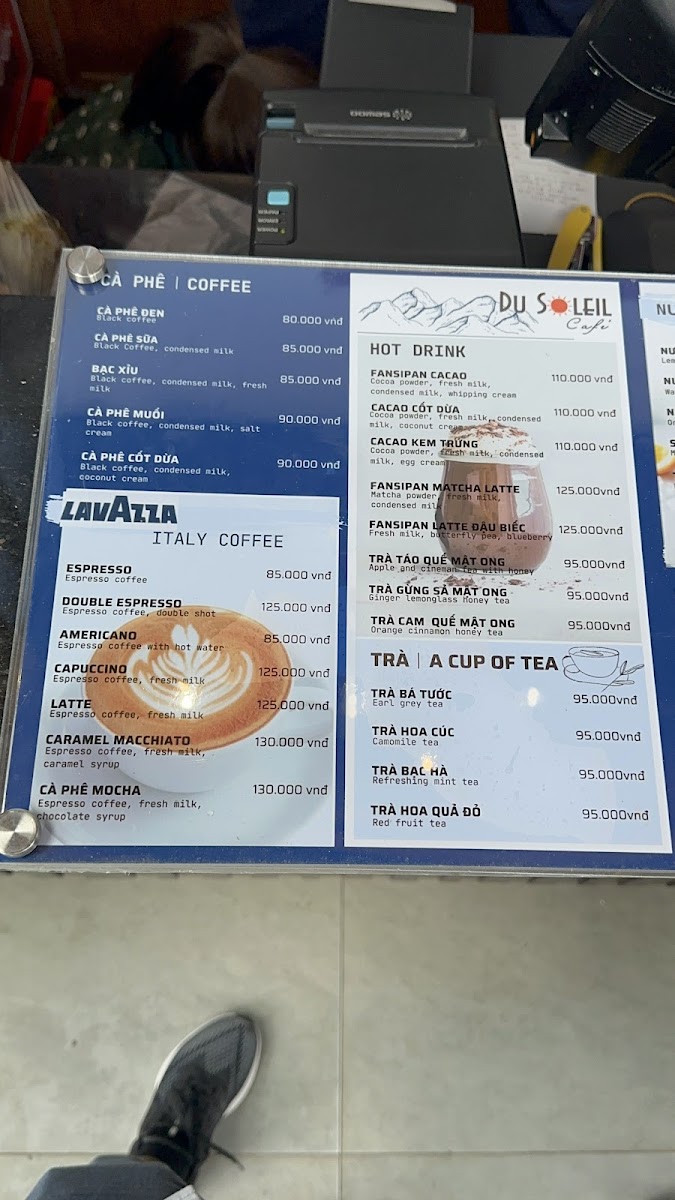 CÀ PHÊ | COFFEE
CÀ PHÊ ĐEN
Black coffee
80.000 vnđ
CÀ PHÊ SỮA
Black Coffee, condensed milk
85.000 vnđ
BẠC XỈU
Black coffee, condensed milk, fresh
milk
85.000 vnđ
CÀ PHÊ MUỐI
Black coffee, condensed milk, salt
cream
90.000 vnđ
CÀ PHÊ CỐT DỪA
Black coffee, condensed milk,
coconut cream
90.000 vnđ
LAVAZZA
ITALY COFFEE
ESPRESSO
Espresso coffee
85.000 vnđ
DOUBLE ESPRESSO
Espresso coffee, double shot
125.000 vnđ
AMERICANO
Espresso coffee with hot water
85,000 vnđ
CAPUCCINO
Espresso coffee, fresh milk
125.000 vnđ
LATTE
Espresso coffee, fresh milk
125.000 vnđ
CARAMEL MACCHIATO
Espresso coffee, fresh milk,
caramel syrup
130.000 vnđ
CÀ PHÊ MOCHA
Espresso coffee, fresh milk,
chocolate syrup
130.000 vnđ
DU SOLEIL
Café
HOT DRINK
FANSIPAN CACAO
Cocoa powder, fresh milk,
condensed milk, whipping cream
110.000 vnđ
CACAO CỐT DỪA
Cocoa powder, fresh milk, condensed
milk, coconut cream
110.000 vnđ
CACAO KEM TRỨNG
Cocoa powder, fresh milk, condensed
milk, egg cream
110.000 vnđ
FANSIPAN MATCHA LATTE
Matcha powder, fresh milk,
condensed milk
125.000vnđ
FANSIPAN LATTE ĐẬU BIẾC
Fresh milk, butterfly pea, blueberry
125.000vnđ
TRÀ TÁO QUẾ MẬT ONG
Apple and cineman tea with honey
95.000vnđ
TRÀ GỪNG SẢ MẬT ONG
Ginger lemonglass Honey tea
95.000vnđ
TRÀ CAM QUẾ MẬT ONG
Orange cinnamon honey tea
95.000vnđ
TRÀ | A CUP OF TEA
TRÀ BÁ TƯỚC
Earl grey tea
95.000vnđ
TRÀ HOA CÚC
Camomile tea
95.000vnđ
TRÀ BẠC HÀ
Refreshing mint tea
95.000vnđ
TRÀ HOA QUẢ ĐỎ
Red fruit tea
95.000vnđ